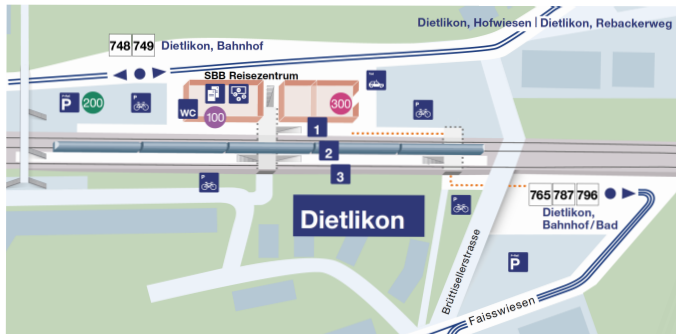 Dietlikon, Hofwiesen | Dietlikon, Rebackerweg
748 749 Dietlikon, Bahnhof
SBB Reisezentrum
P 200
P
WC
100
300
P
1
2
3
P
P
765 787 796
Dietlikon,
Bahnhof/Bad
Dietlikon
P
Brüttisellerstrasse
Faisswiesen